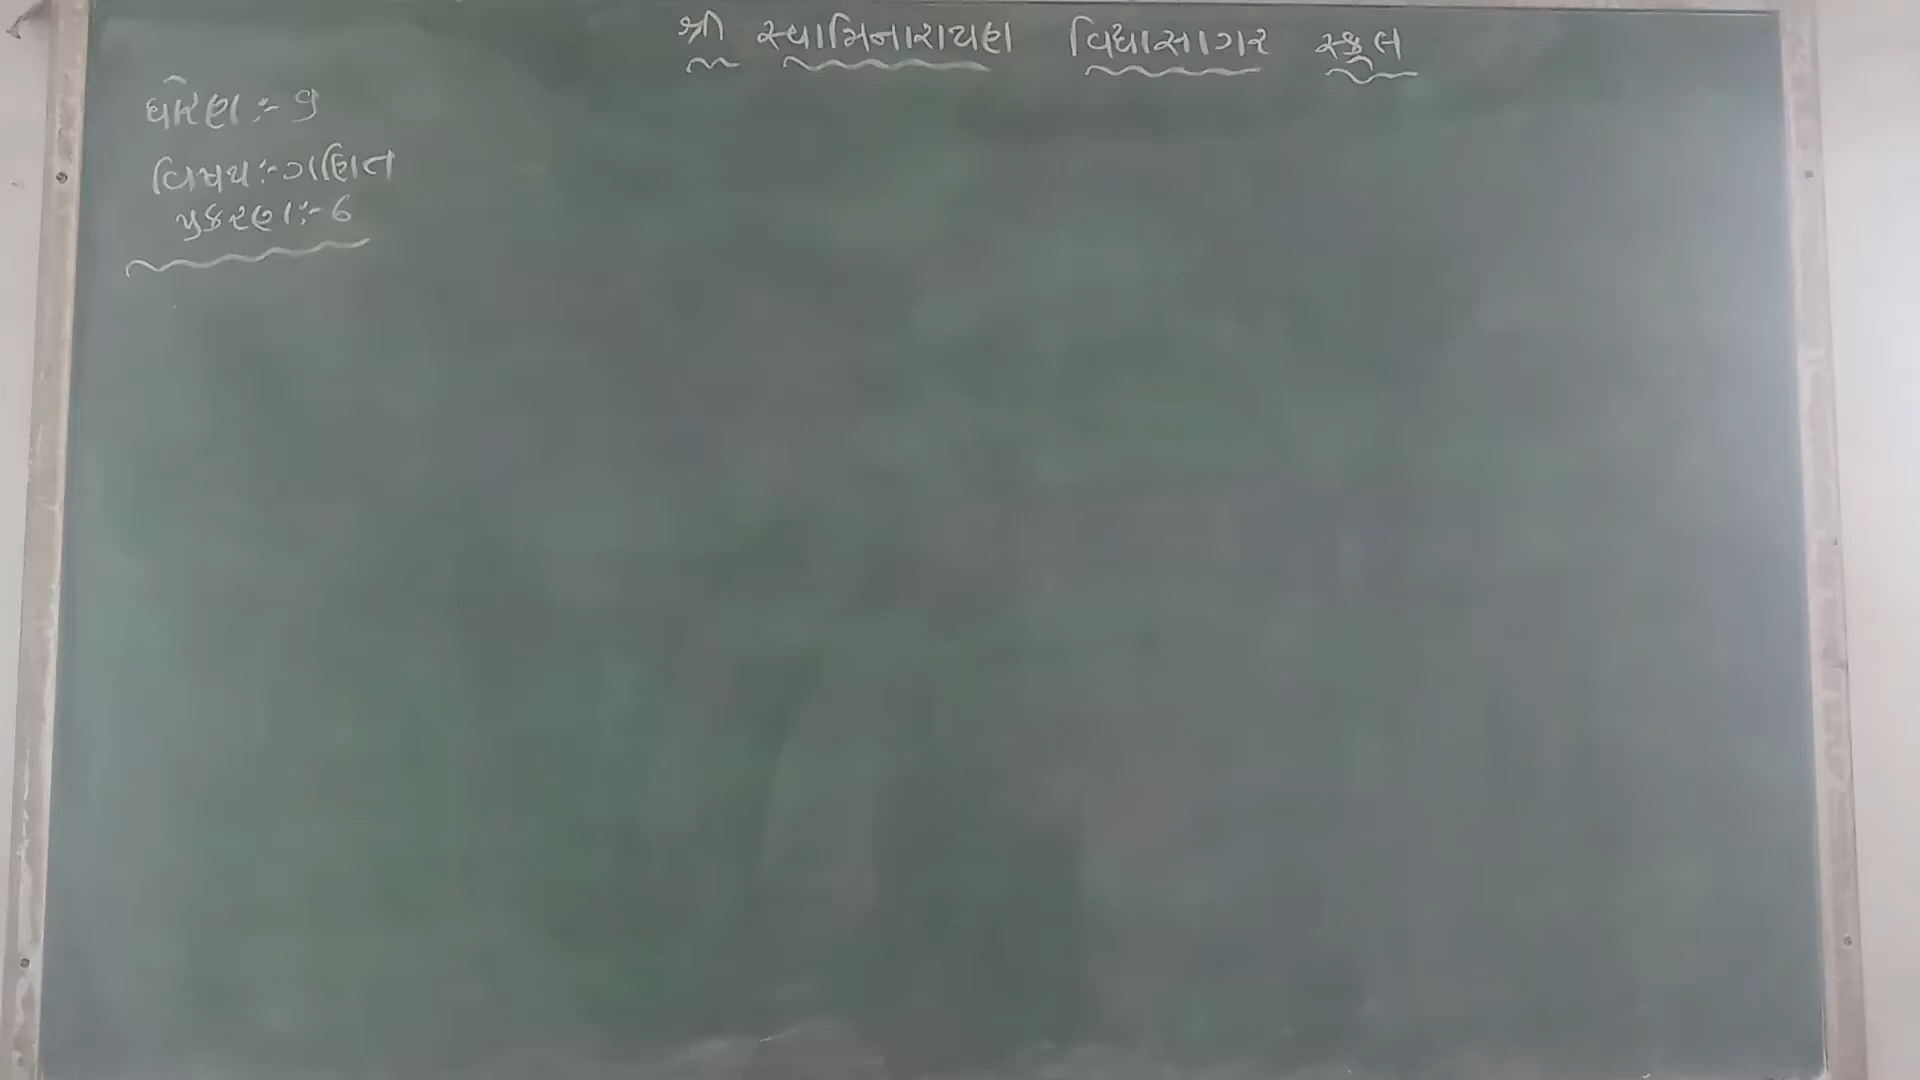 શ્રી સ્વામિનારાયણ વિદ્યાસાગર સ્કુલ
ધોરણ :- 9
વિષય :- ગણિત
પ્રકરણ :- 6